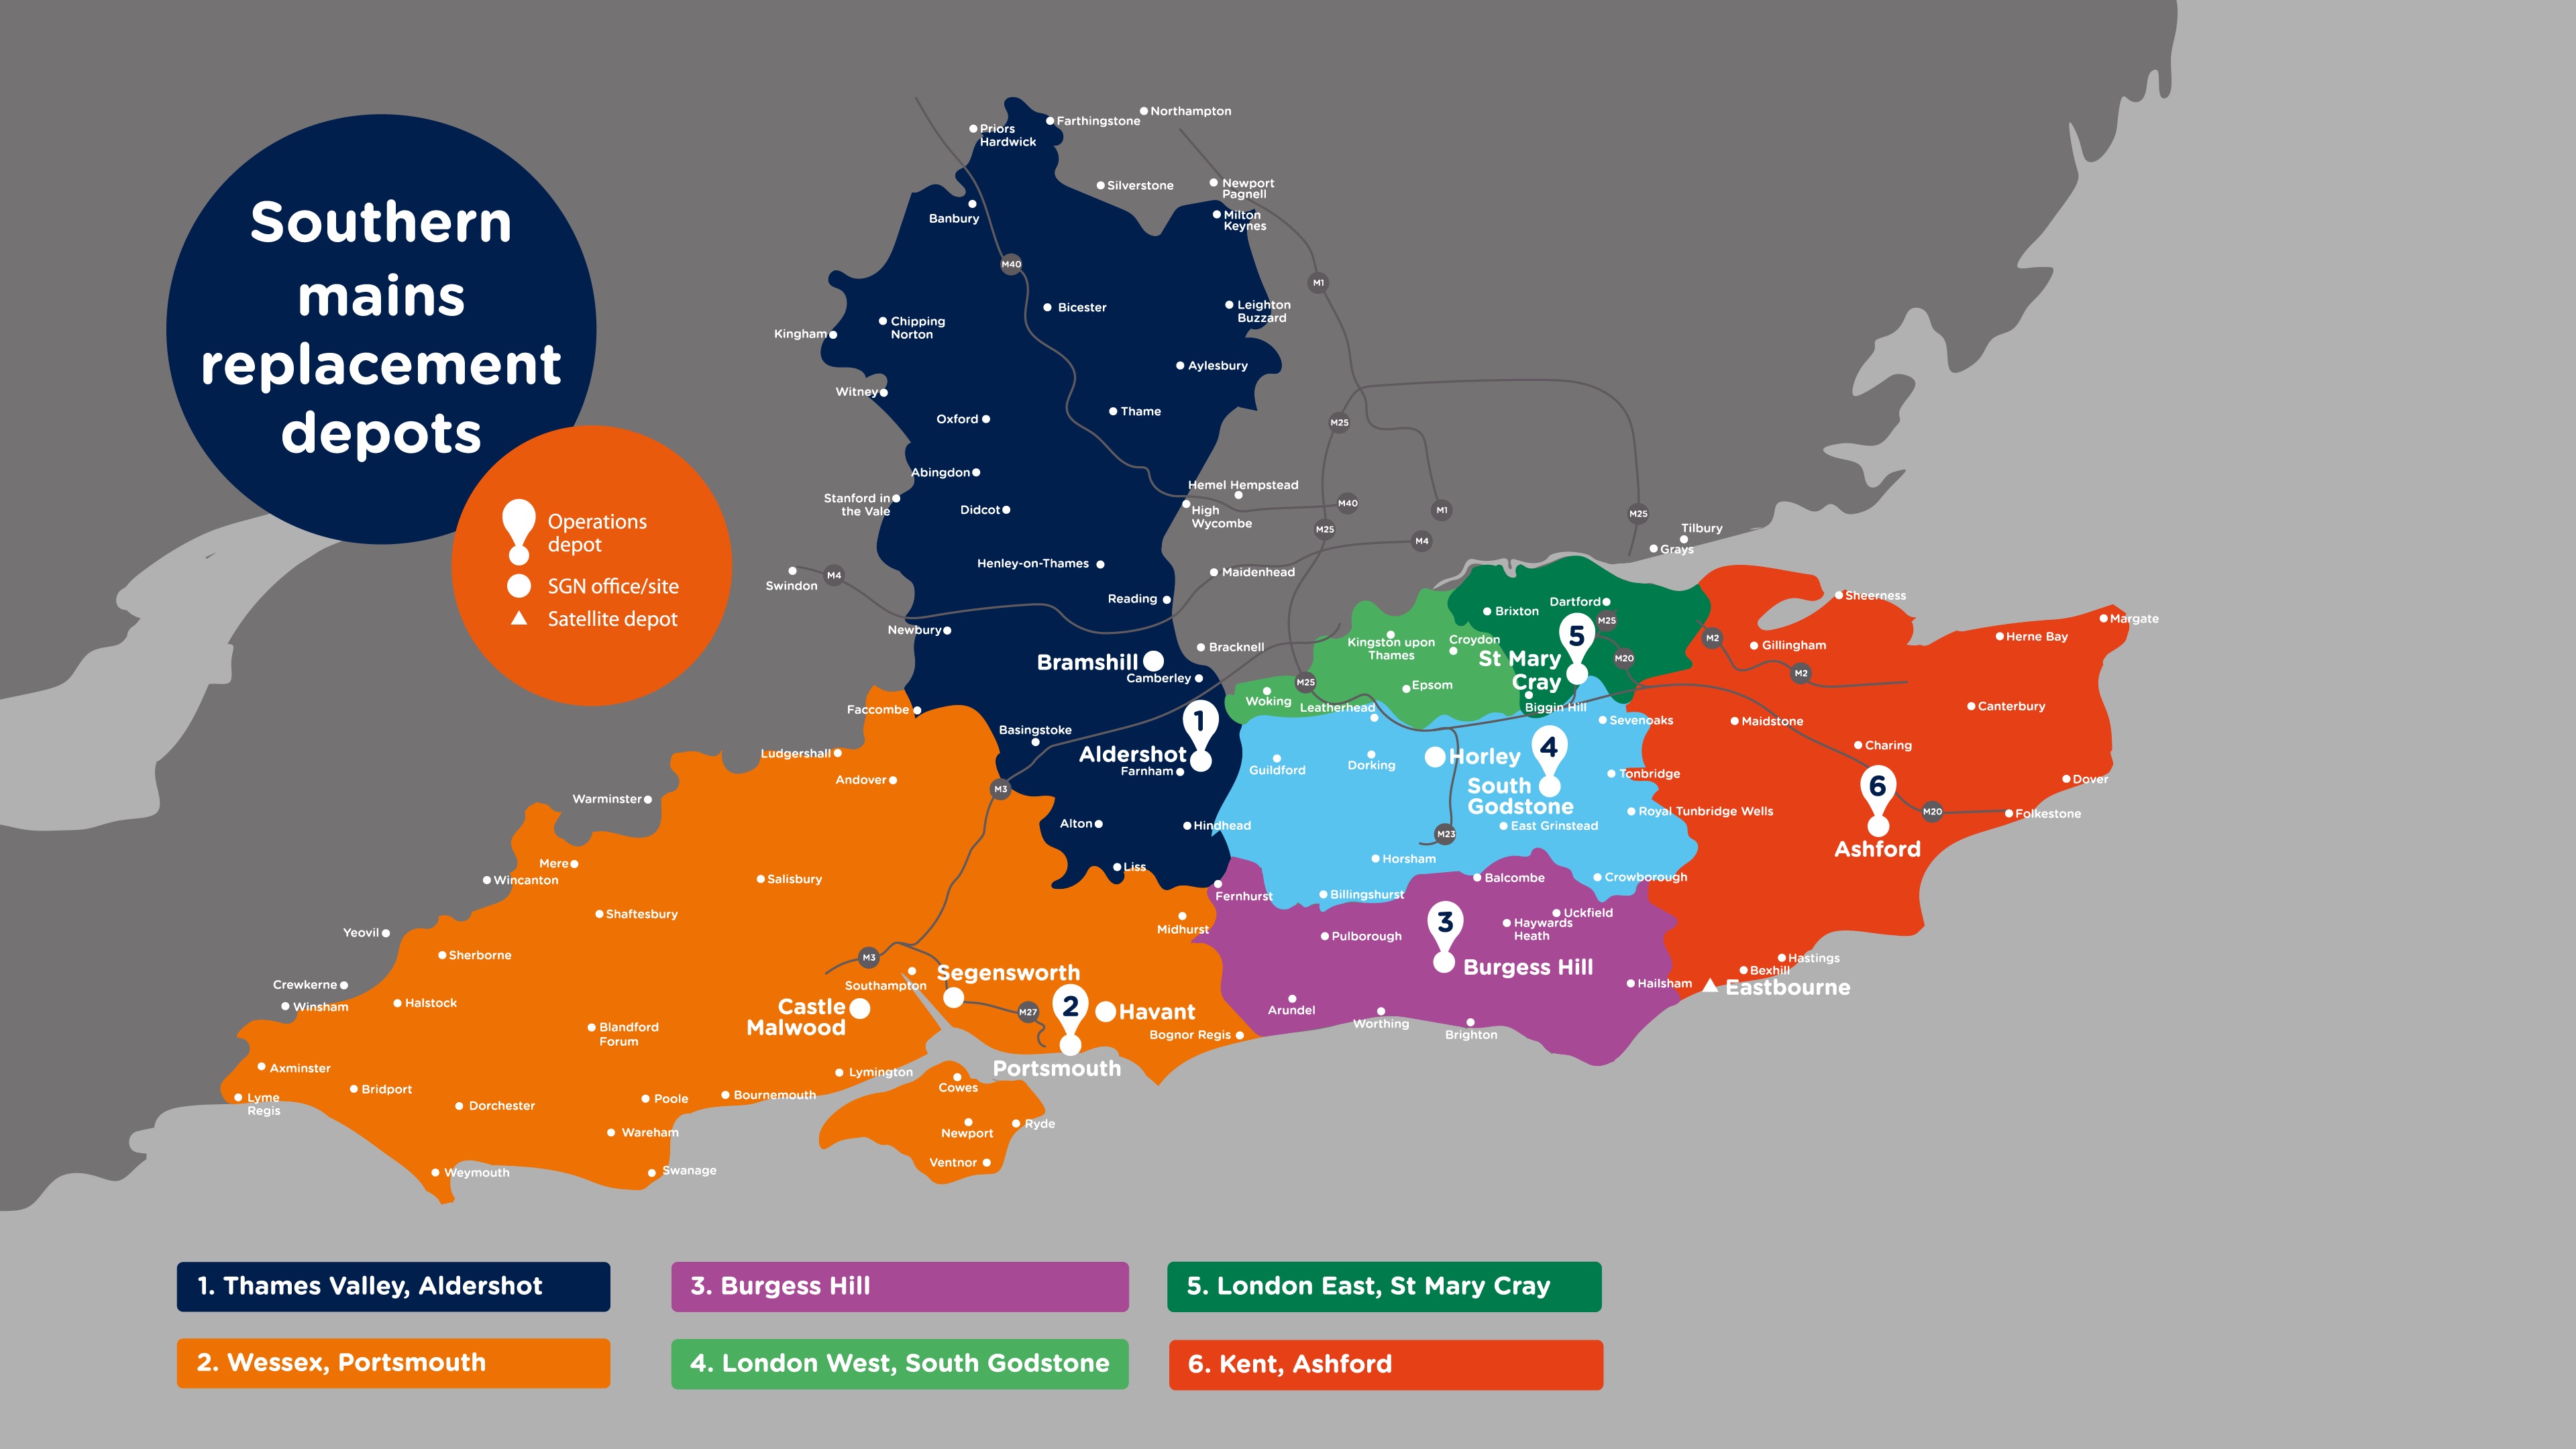 Southern
mains
replacement
depots
Operations
depot
SGN office/site
Satellite depot
Northampton
Farthingstone
Priors
Hardwick
Silverstone
Newport
Pagnell
Milton
Keynes
Banbury
M40
M1
Bicester
Leighton
Buzzard
Chipping
Norton
Kingham
Aylesbury
Witney
Thame
Oxford
M25
Abingdon
Hemel Hempstead
Stanford in
the Vale
Didcot
High
Wycombe
M40
M1
M25
M25
M4
Tilbury
Grays
Henley-on-Thames
Maidenhead
Swindon
M4
Reading
Newbury
Bracknell
Bramshill
Camberley
Brixton
Dartford
M25
5
Kingston upon
Thames
Croydon
St Mary
Cray
M20
M2
Gillingham
M2
Sheerness
Herne Bay
Margate
M25
Epsom
Woking
Leatherhead
Biggin Hill
Sevenoaks
Maidstone
Canterbury
Faccombe
1
Basingstoke
Aldershot
Farnham
Ludgershall
Andover
Guildford
Dorking
Horley
4
South
Godstone
Tonbridge
Charing
6
Dover
M3
Warminster
Alton
Hindhead
M23
East Grinstead
Royal Tunbridge Wells
M20
Folkestone
Ashford
Mere
Wincanton
Salisbury
Liss
Horsham
Fernhurst
Billingshurst
Balcombe
Crowborough
Shaftesbury
Midhurst
Pulborough
3
Haywards
Heath
Uckfield
Yeovil
Sherborne
M3
Burgess Hill
Hastings
Bexhill
Hailsham
Eastbourne
Crewkerne
Winsham
Halstock
Southampton
Segensworth
Castle
Malwood
M27
2
Havant
Arundel
Worthing
Brighton
Bognor Regis
Blandford
Forum
Portsmouth
Axminster
Bridport
Lyme
Regis
Dorchester
Poole
Bournemouth
Lymington
Cowes
Wareham
Newport
Ryde
Weymouth
Swanage
Ventnor
1. Thames Valley, Aldershot
3. Burgess Hill
5. London East, St Mary Cray
2. Wessex, Portsmouth
4. London West, South Godstone
6. Kent, Ashford